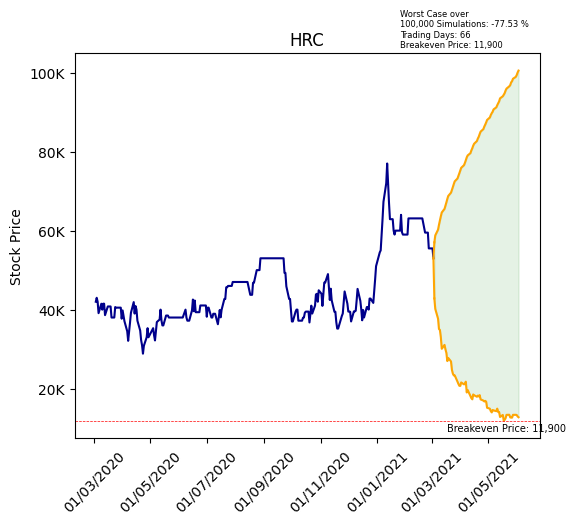 Worst Case over
100,000 Simulations: -77.53 %
Trading Days: 66
Breakeven Price: 11,900
HRC
Stock Price
100K
80K
60K
40K
20K
Breakeven Price: 11,900
01/03/2020
01/05/2020
01/07/2020
01/09/2020
01/11/2020
01/01/2021
01/03/2021
01/05/2021